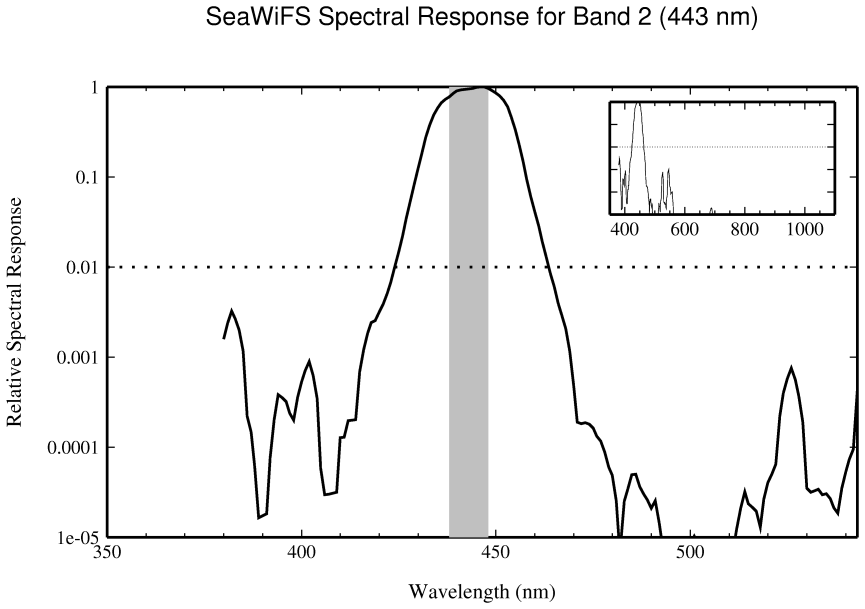 SeaWiFS Spectral Response for Band 2 (443 nm)
1
0.1
0.01
0.001
0.0001
1e-05
Relative Spectral Response
400 600 800 1000
350 400 450 500
Wavelength (nm)